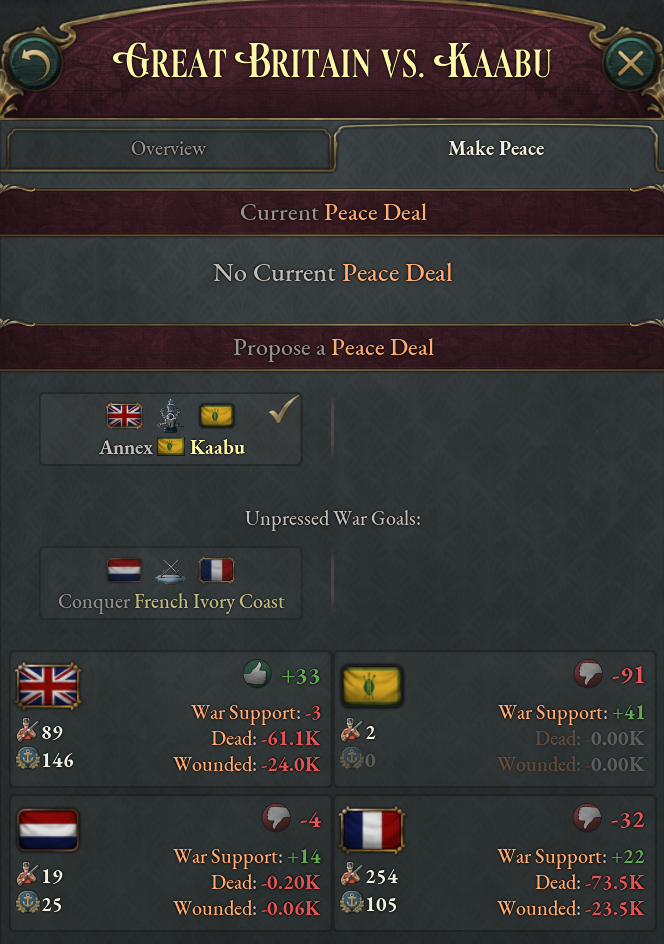 Great Britain vs. Kaabu
Overview
Make Peace
Current Peace Deal
No Current Peace Deal
Propose a Peace Deal
Annex Kaabu
Unpressed War Goals:
Conquer French Ivory Coast
+33
War Support: -3
89
Dead: -61.1K
146
Wounded: -24.0K
-91
War Support: +41
2
Dead: -0.00K
0
Wounded: -0.00K
-4
War Support: +14
19
Dead: -0.20K
25
Wounded: -0.06K
-32
War Support: +22
254
Dead: -73.5K
105
Wounded: -23.5K